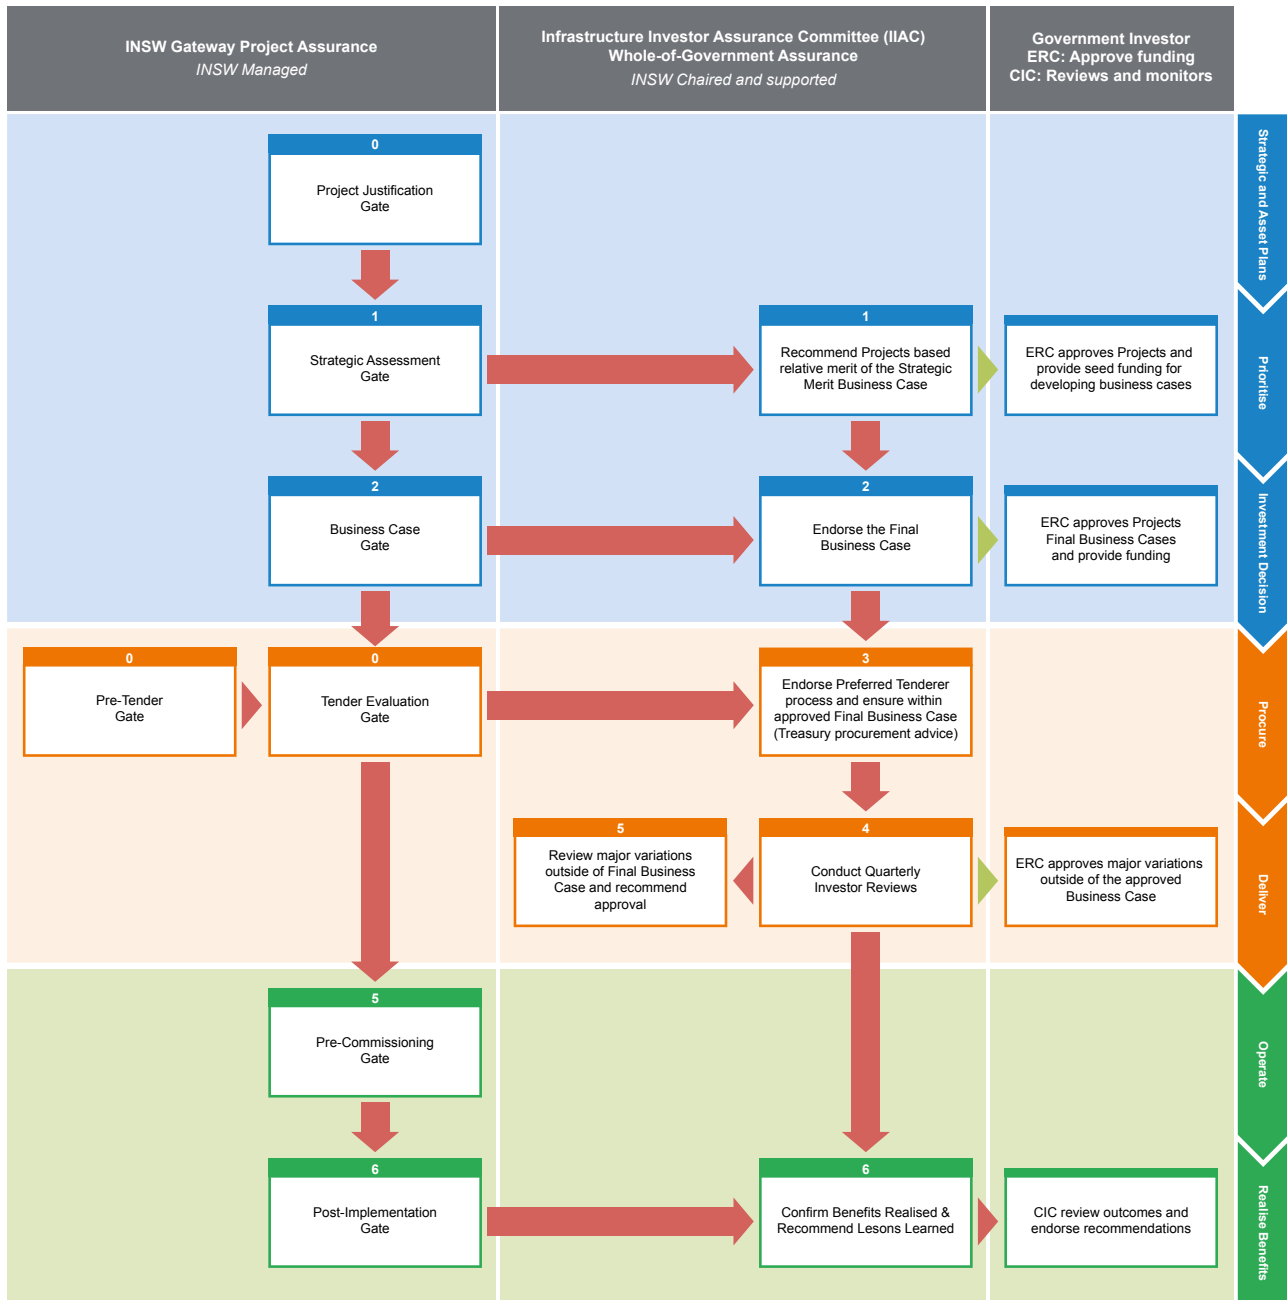 INSW Gateway Project Assurance
INSW Managed
Infrastructure Investor Assurance Committee (IIAC)
Whole-of-Government Assurance
INSW Chaired and supported
Government Investor
ERC: Approve funding
CIC: Reviews and monitors
Strategic and Asset Plans
0
Project Justification
Gate
Prioritise
1
Strategic Assessment
Gate
1
Recommend Projects based
relative merit of the Strategic
Merit Business Case
ERC approves Projects and
provide seed funding for
developing business cases
Investment Decision
2
Business Case
Gate
2
Endorse the Final
Business Case
ERC approves Projects
Final Business Cases
and provide funding
Procure
0
Pre-Tender
Gate
0
Tender Evaluation
Gate
3
Endorse Preferred Tenderer
process and ensure within
approved Final Business Case
(Treasury procurement advice)
Deliver
5
Review major variations
outside of Final Business
Case and recommend
approval
4
Conduct Quarterly
Investor Reviews
ERC approves major variations
outside of the approved
Business Case
Operate
5
Pre-Commissioning
Gate
Realise Benefits
6
Post-Implementation
Gate
6
Confirm Benefits Realised &
Recommend Lesons Learned
CIC review outcomes and
endorse recommendations